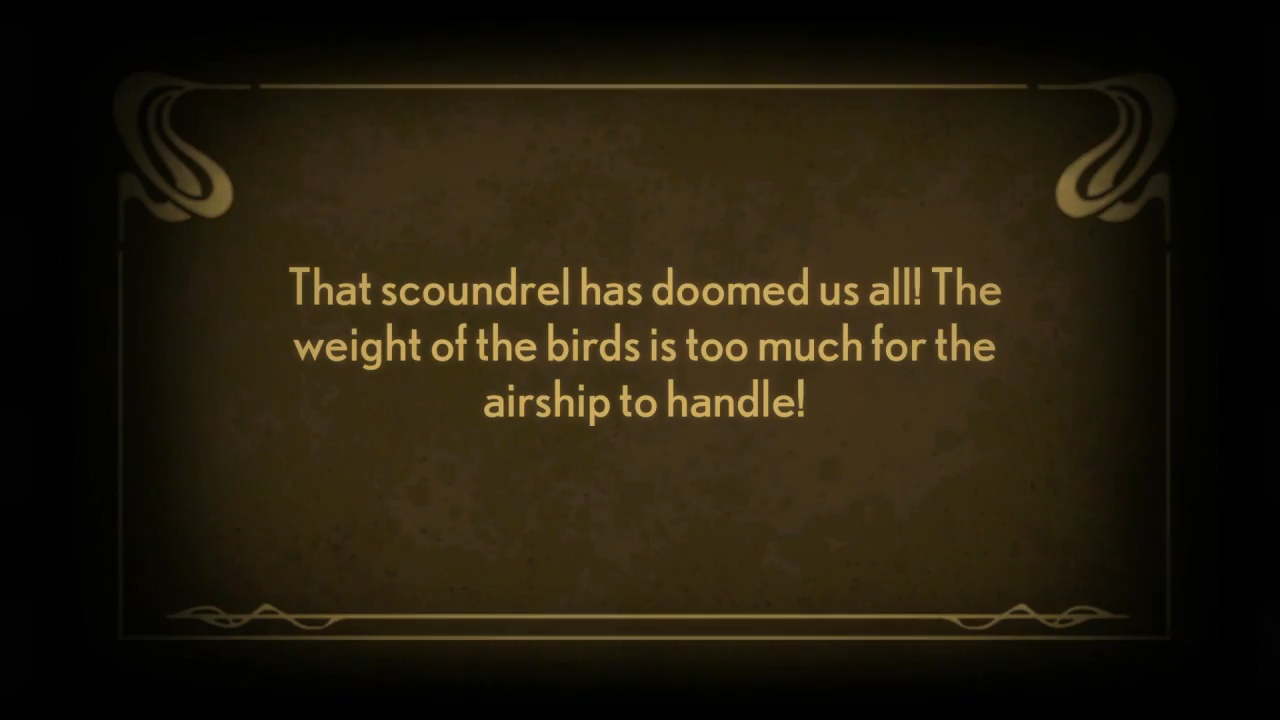 That scoundrel has doomed us all! The
weight of the birds is too much for the
airship to handle!